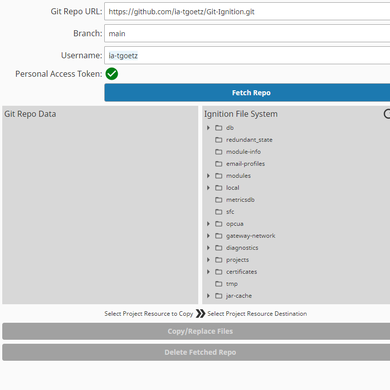 Git Repo URL: https://github.com/ia-tgoetz/Git-Ignition.git
Branch: main
Username: ia-tgoetz
Personal Access Token:
Fetch Repo
Git Repo Data
Ignition File System
db
redundant_state
module-info
email-profiles
modules
local
metricsdb
sfc
opcua
gateway-network
diagnostics
projects
certificates
tmp
jar-cache
Select Project Resource to Copy Select Project Resource Destination
Copy/Replace Files
Delete Fetched Repo